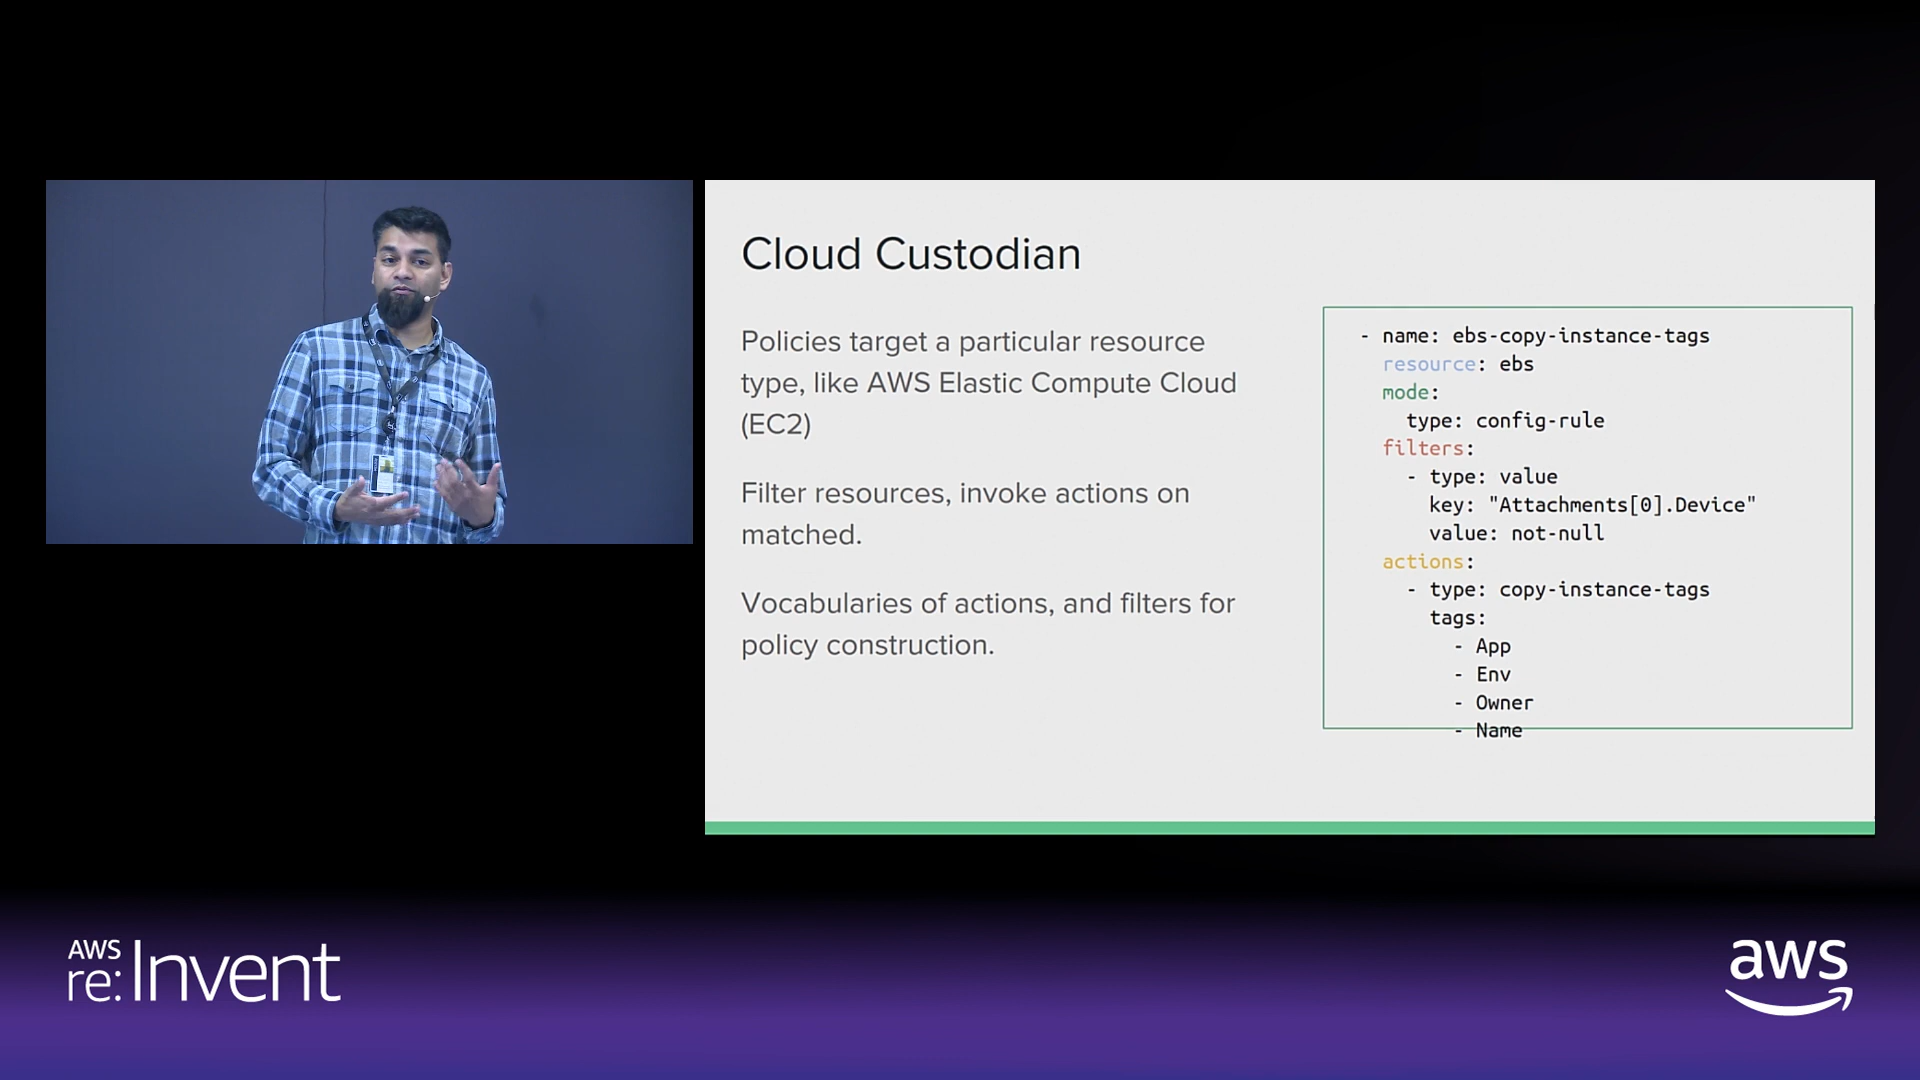 Cloud Custodian
Policies target a particular resource
type, like AWS Elastic Compute Cloud
(EC2)
Filter resources, invoke actions on
matched.
Vocabularies of actions, and filters for
policy construction.
- name: ebs-copy-instance-tags
resource: ebs
mode:
type: config-rule
filters:
- type: value
key: "Attachments[0].Device"
value: not-null
actions:
- type: copy-instance-tags
tags:
- App
- Env
- Owner
- Name
AWS
re:Invent
aws